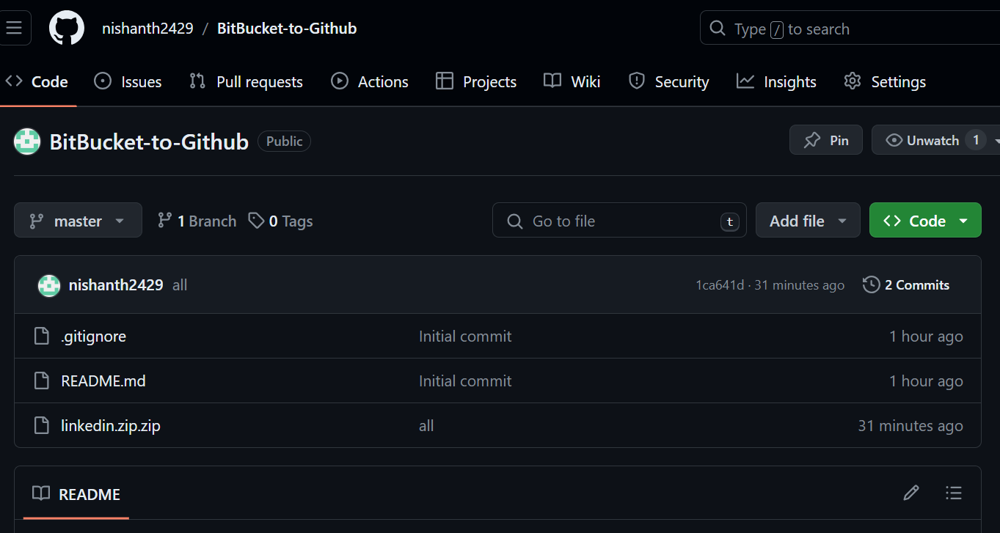 nishanth2429 / BitBucket-to-Github Type / to search
Code Issues Pull requests Actions Projects Wiki Security Insights Settings
BitBucket-to-Github Public Pin Unwatch 1
master 1 Branch 0 Tags Go to file t Add file Code
nishanth2429 all 1ca641d · 31 minutes ago 2 Commits
.gitignore Initial commit 1 hour ago
README.md Initial commit 1 hour ago
linkedin.zip.zip all 31 minutes ago
README